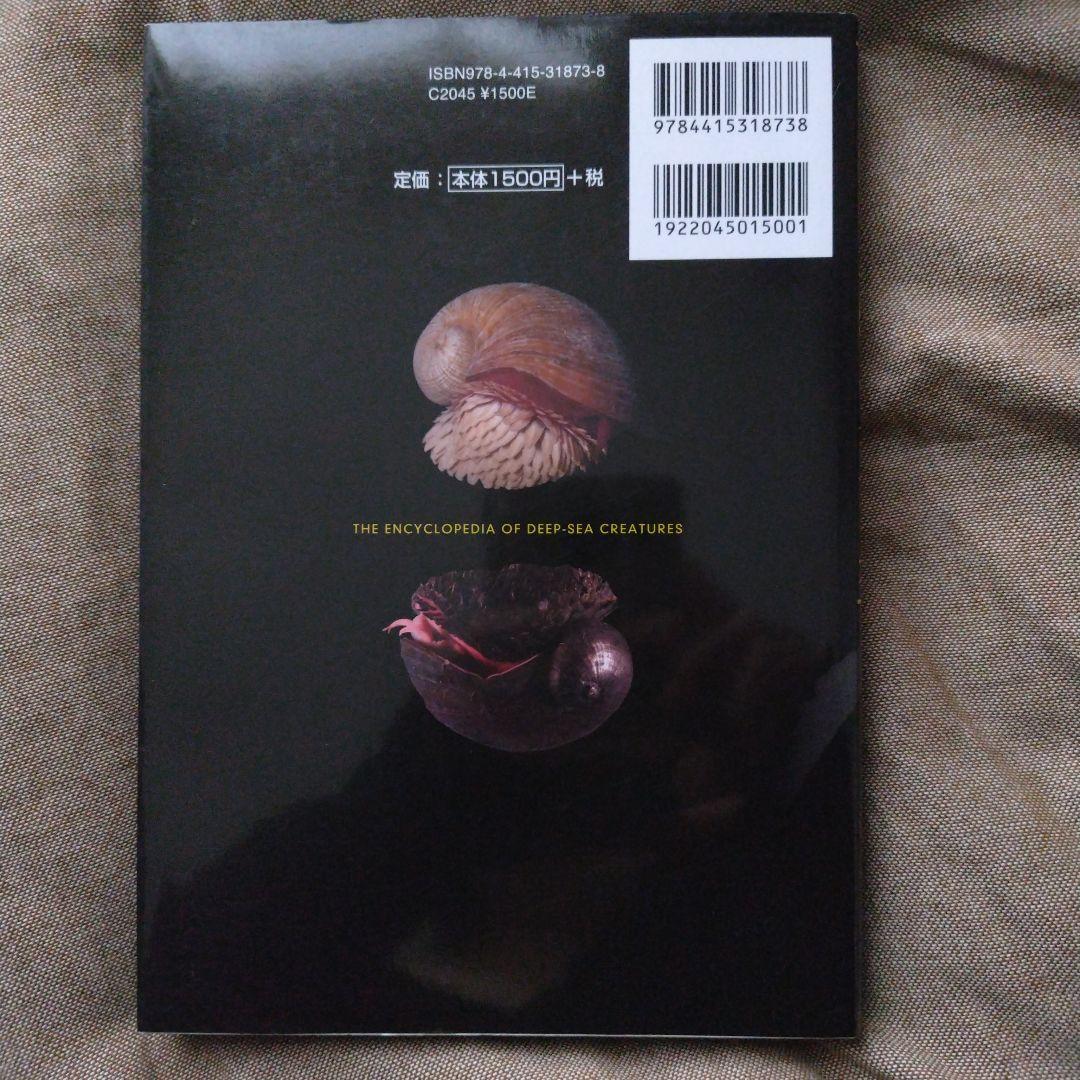 ISBN978-4-415-31873-8
C2045 ¥1500E
9784415318738
定価：本体1500円+税
1922045015001
THE ENCYCLOPEDIA OF DEEP-SEA CREATURES